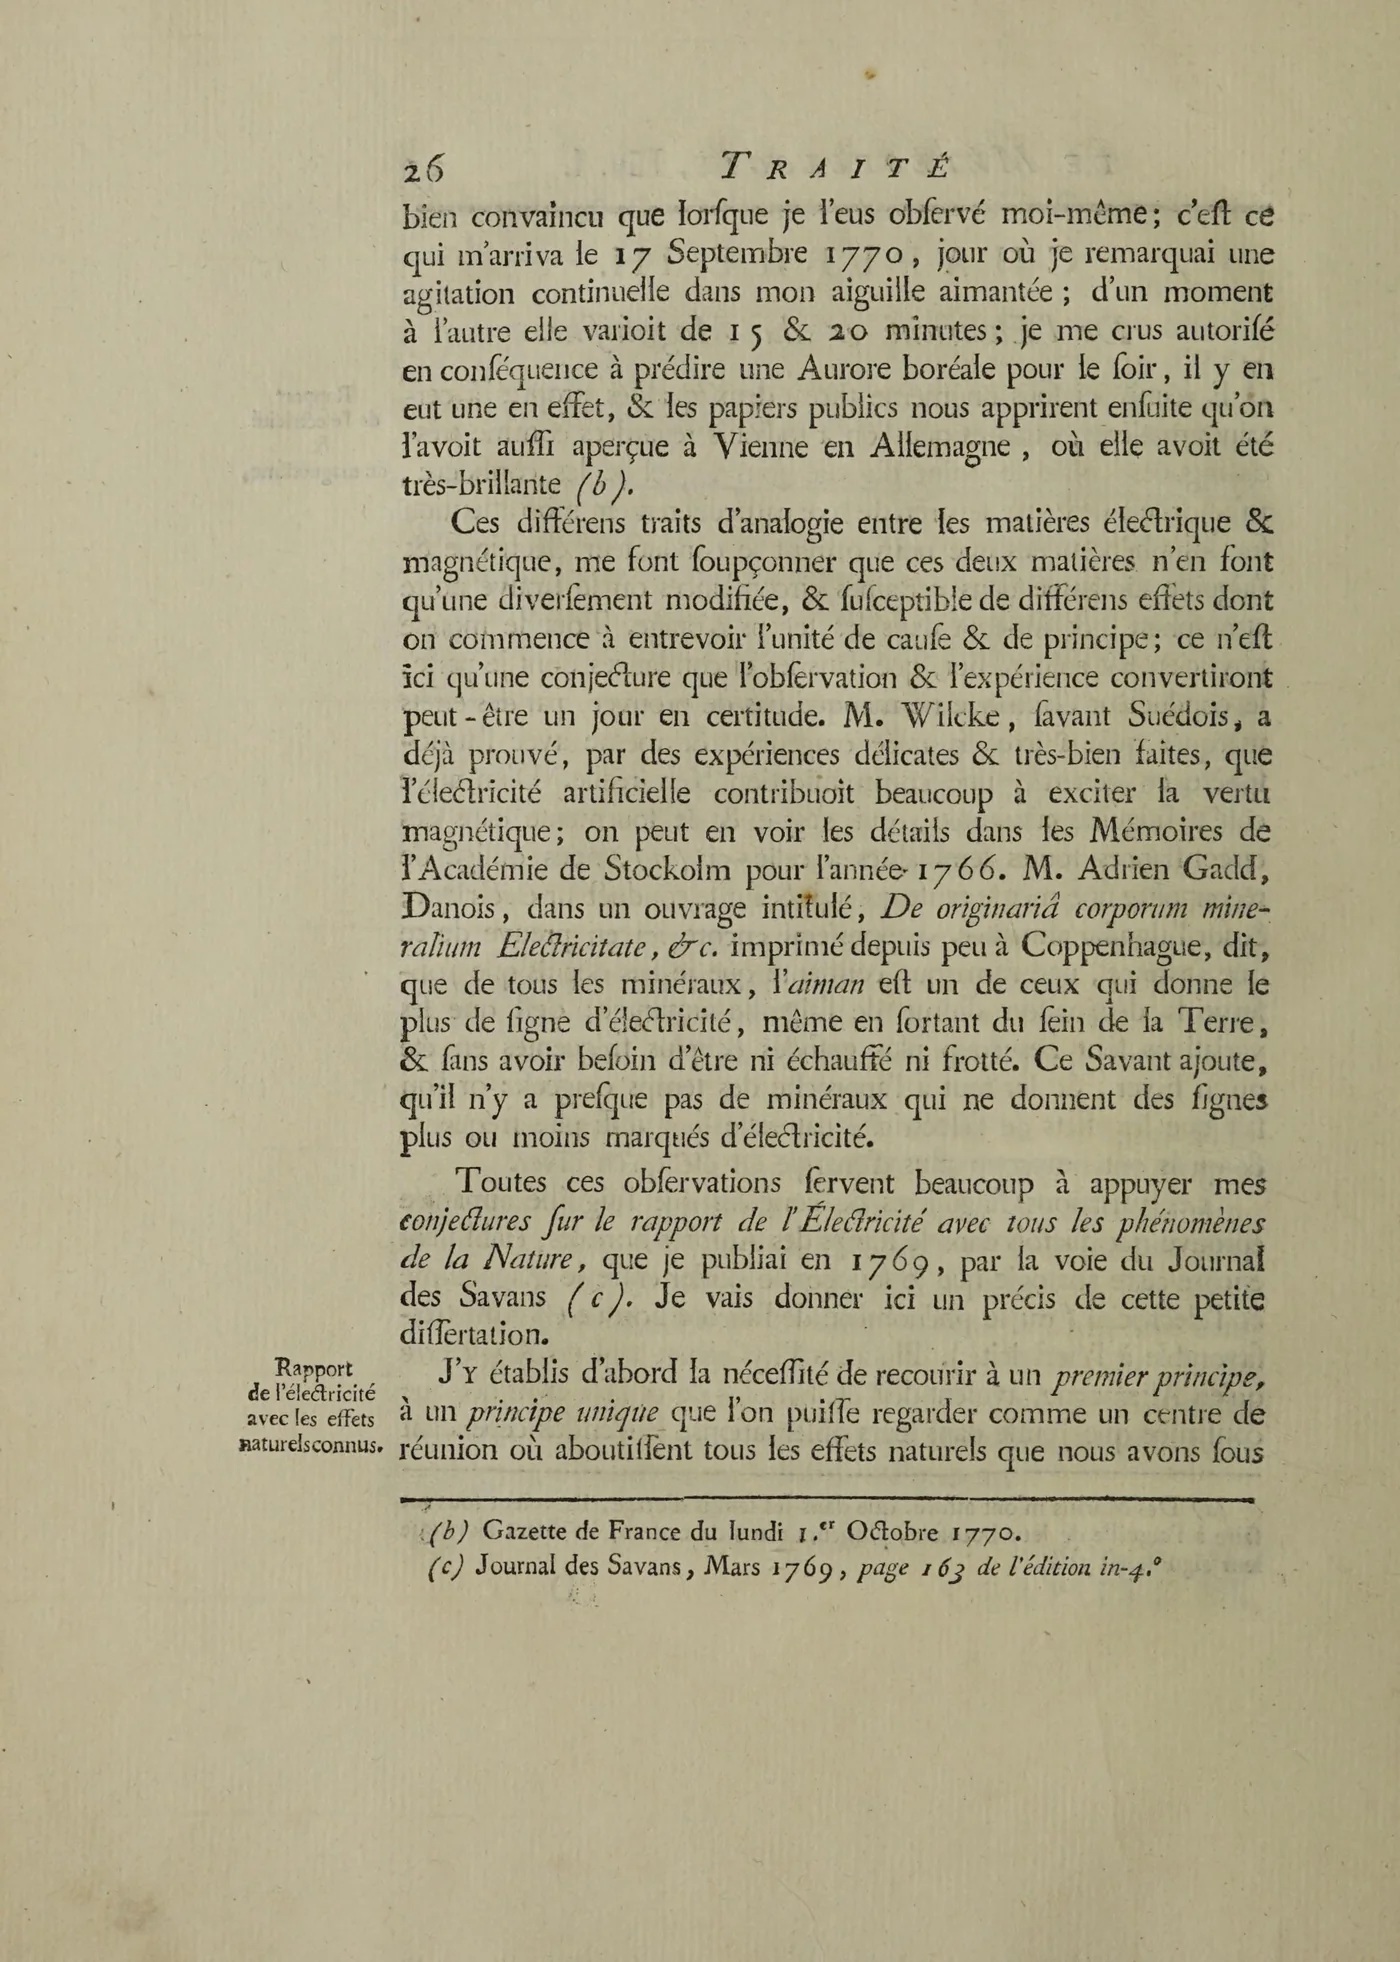 26 TRAITÉ
bien convaincu que lorſque je l'eus obſervé moi-même; c'eſt ce
qui m'arriva le 17 Septembre 1770, jour où je remarquai une
agitation continuelle dans mon aiguille aimantée; d'un moment
à l'autre elle varioit de 15 & 20 minutes; je me crus autoriſé
en conſéquence à prédire une Aurore boréale pour le ſoir, il y en
eut une en effet, & les papiers publics nous apprirent enſuite qu'on
l'avoit auſſi aperçue à Vienne en Allemagne, où elle avoit été
très-brillante (b).
Ces différens traits d'analogie entre les matières électrique &
magnétique, me font ſoupçonner que ces deux matières n'en font
qu'une diverſement modifiée, & ſuſceptible de différens effets dont
on commence à entrevoir l'unité de cauſe & de principe; ce n'eſt
ici qu'une conjecture que l'obſervation & l'expérience convertiront
peut-être un jour en certitude. M. Wilcke, ſavant Suédois, a
déjà prouvé, par des expériences délicates & très-bien faites, que
l'électricité artificielle contribuoit beaucoup à exciter la vertu
magnétique; on peut en voir les détails dans les Mémoires de
l'Académie de Stockolm pour l'année 1766. M. Adrien Gadd,
Danois, dans un ouvrage intitulé, De originariâ corporum mine-
ralium Electricitate, &c. imprimé depuis peu à Coppenhague, dit,
que de tous les minéraux, l'aiman eſt un de ceux qui donne le
plus de ſigne d'électricité, même en ſortant du ſein de la Terre,
& ſans avoir beſoin d'être ni échauffé ni frotté. Ce Savant ajoute,
qu'il n'y a preſque pas de minéraux qui ne donnent des ſignes
plus ou moins marqués d'électricité.
Toutes ces obſervations ſervent beaucoup à appuyer mes
conjectures ſur le rapport de l'Électricité avec tous les phénomènes
de la Nature, que je publiai en 1769, par la voie du Journal
des Savans (c). Je vais donner ici un précis de cette petite
diſſertation.
Rapport
de l'électricité
avec les effets
naturels connus.
J'Y établis d'abord la néceſſité de recourir à un premier principe,
à un principe unique que l'on puiſſe regarder comme un centre de
réunion où aboutiſſent tous les effets naturels que nous avons ſous
(b) Gazette de France du lundi 1.er Octobre 1770.
(c) Journal des Savans, Mars 1769, page 163 de l'édition in-4.°